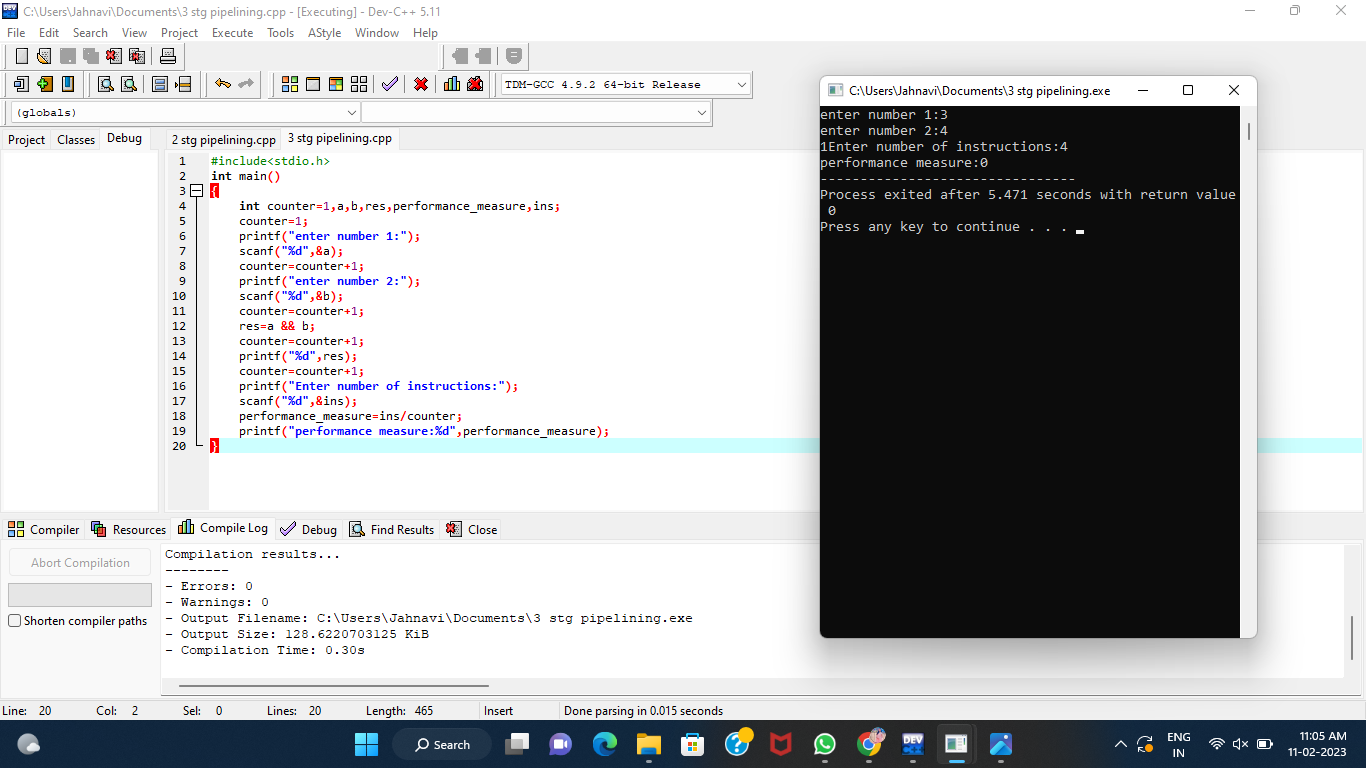 C:\Users\Jahnavi\Documents\3 stg pipelining.cpp - [Executing] - Dev-C++ 5.11
File Edit Search View Project Execute Tools AStyle Window Help
TDM-GCC 4.9.2 64-bit Release
(globals)
Project Classes Debug
2 stg pipelining.cpp 3 stg pipelining.cpp
1 #include<stdio.h>
2 int main()
3 {
4 int counter=1,a,b,res,performance_measure,ins;
5 counter=1;
6 printf("enter number 1:");
7 scanf("%d",&a);
8 counter=counter+1;
9 printf("enter number 2:");
10 scanf("%d",&b);
11 counter=counter+1;
12 res=a && b;
13 counter=counter+1;
14 printf("%d",res);
15 counter=counter+1;
16 printf("Enter number of instructions:");
17 scanf("%d",&ins);
18 performance_measure=ins/counter;
19 printf("performance measure:%d",performance_measure);
20 }
C:\Users\Jahnavi\Documents\3 stg pipelining.exe
enter number 1:3
enter number 2:4
1Enter number of instructions:4
performance measure:0
--------------------------------
Process exited after 5.471 seconds with return value
0
Press any key to continue . . .
Compiler Resources Compile Log Debug Find Results Close
Abort Compilation
Shorten compiler paths
Compilation results...
--------
- Errors: 0
- Warnings: 0
- Output Filename: C:\Users\Jahnavi\Documents\3 stg pipelining.exe
- Output Size: 128.6220703125 KiB
- Compilation Time: 0.30s
Line: 20 Col: 2 Sel: 0 Lines: 20 Length: 465 Insert Done parsing in 0.015 seconds
Search
DEV
ENG
IN
11:05 AM
11-02-2023